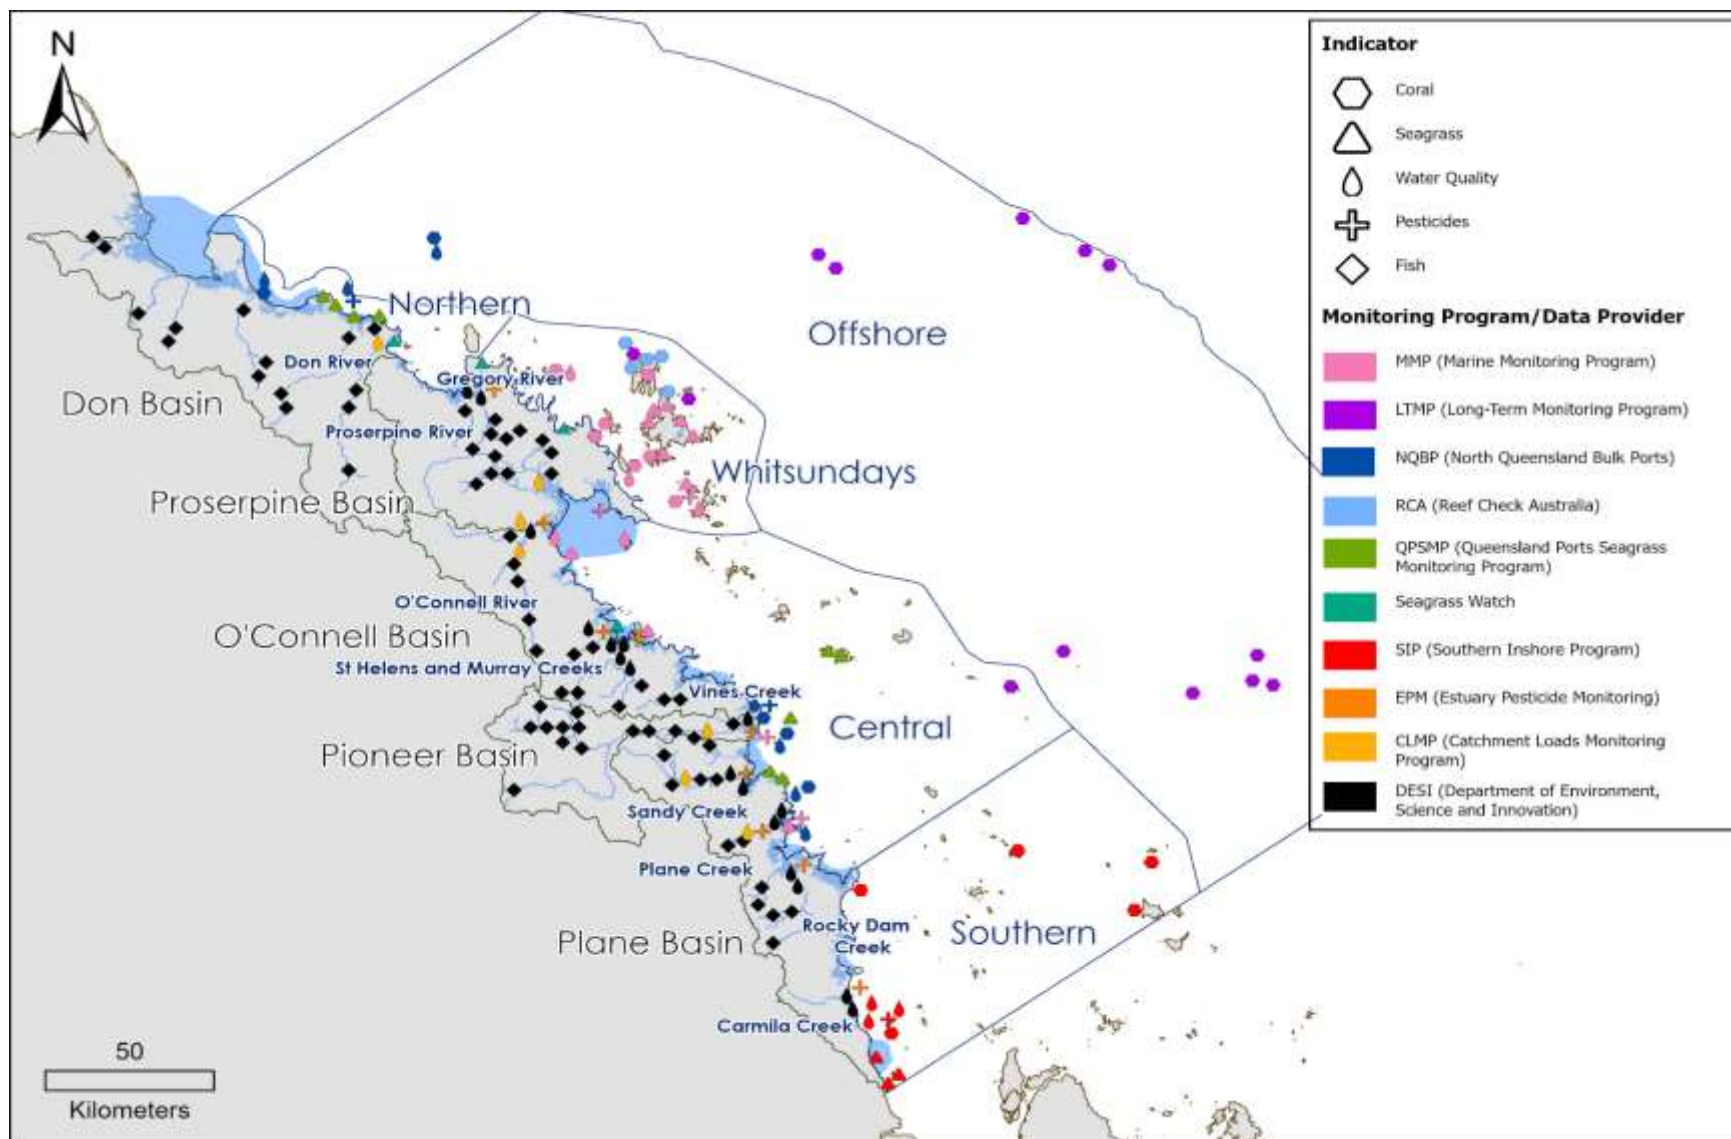 N
Northern
Offshore
Don River
Gregory River
Don Basin
Proserpine River
Whitsundays
Proserpine Basin
O'Connell River
O'Connell Basin
St Helens and Murray Creeks
Vines Creek
Central
Pioneer Basin
Sandy Creek
Plane Creek
Rocky Dam
Creek
Southern
Plane Basin
Carmila Creek
50
Kilometers
Indicator
Coral
Seagrass
Water Quality
Pesticides
Fish
Monitoring Program/Data Provider
MMP (Marine Monitoring Program)
LTMP (Long-Term Monitoring Program)
NQBP (North Queensland Bulk Ports)
RCA (Reef Check Australia)
QPSMP (Queensland Ports Seagrass
Monitoring Program)
Seagrass Watch
SIP (Southern Inshore Program)
EPM (Estuary Pesticide Monitoring)
CLMP (Catchment Loads Monitoring
Program)
DESI (Department of Environment,
Science and Innovation)